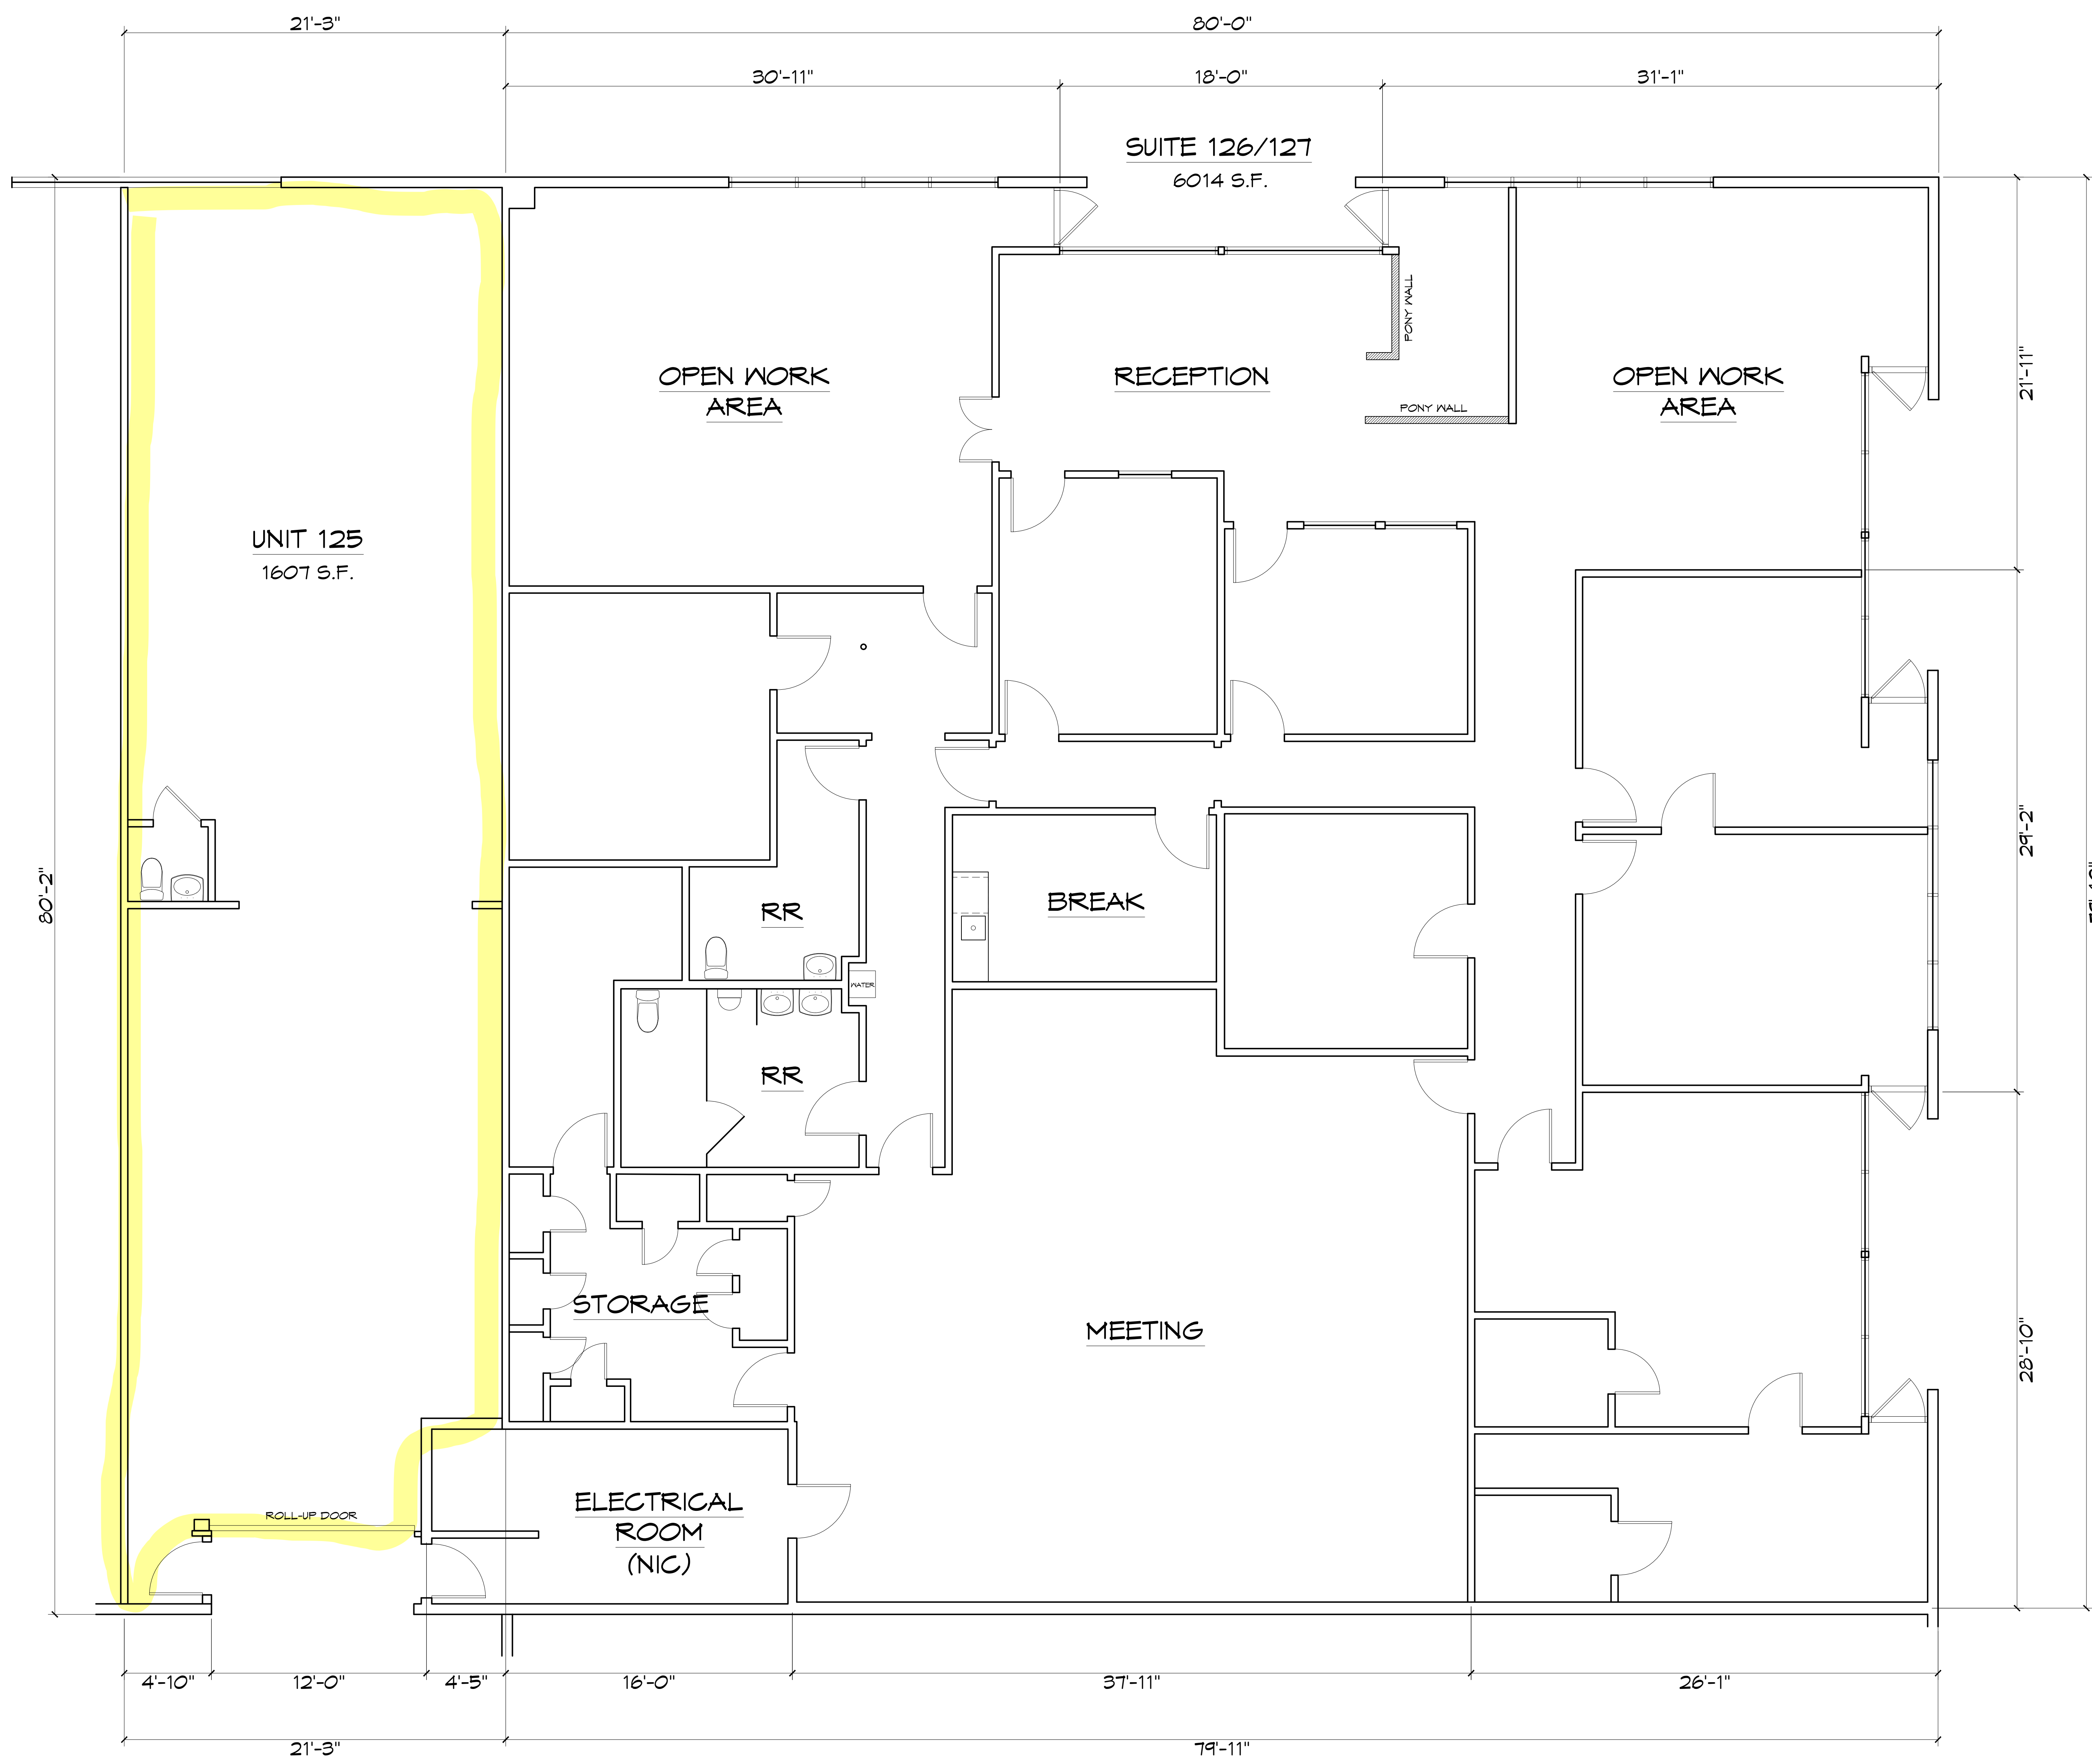 21'-3"
80'-0"
30'-11"
18'-0"
31'-1"
SUITE 126/127
6014 S.F.
PONY WALL
OPEN WORK
AREA
RECEPTION
OPEN WORK
AREA
21'-11"
PONY WALL
UNIT 125
1607 S.F.
29'-2"
80'-2"
BREAK
RR
WATER
RR
STORAGE
MEETING
28'-10"
ROLL-UP DOOR
ELECTRICAL
ROOM
(NIC)
4'-10"
12'-0"
4'-5"
16'-0"
37'-11"
26'-1"
21'-3"
79'-11"